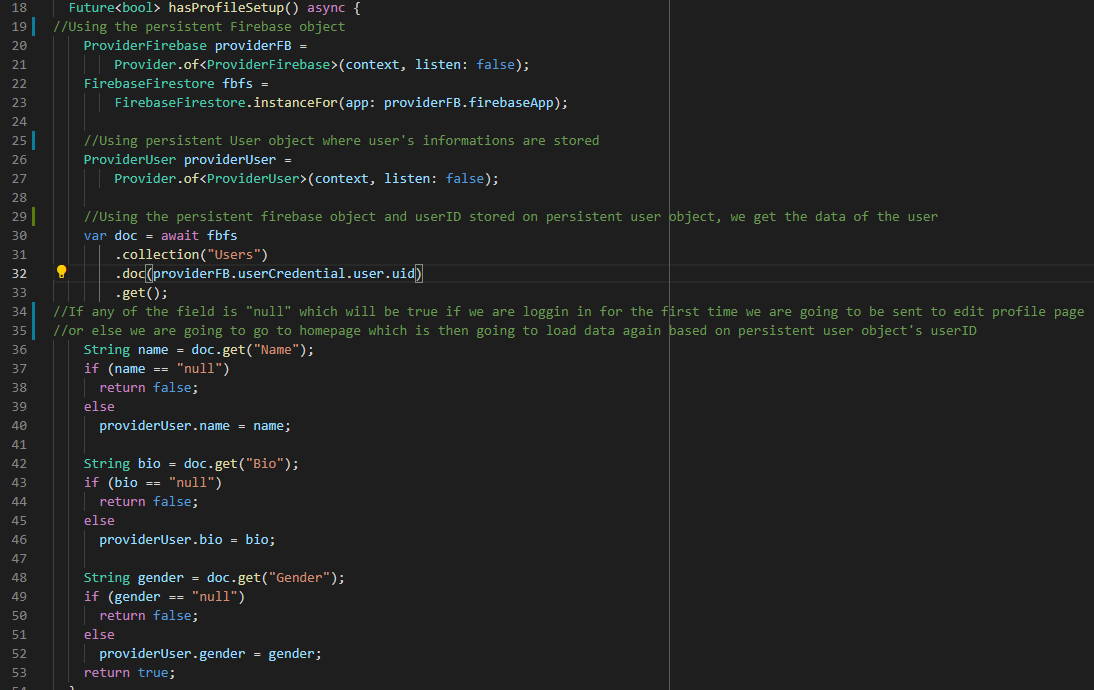 18 Future<bool> hasProfileSetup() async {
19 //Using the persistent Firebase object
20 ProviderFirebase providerFB =
21 Provider.of<ProviderFirebase>(context, listen: false);
22 FirebaseFirestore fbfs =
23 FirebaseFirestore.instanceFor(app: providerFB.firebaseApp);
24
25 //Using persistent User object where user's informations are stored
26 ProviderUser providerUser =
27 Provider.of<ProviderUser>(context, listen: false);
28
29 //Using the persistent firebase object and userID stored on persistent user object, we get the data of the user
30 var doc = await fbfs
31 .collection("Users")
32 .doc(providerFB.userCredential.user.uid)
33 .get();
34 //If any of the field is "null" which will be true if we are loggin in for the first time we are going to be sent to edit profile page
35 //or else we are going to go to homepage which is then going to load data again based on persistent user object's userID
36 String name = doc.get("Name");
37 if (name == "null")
38 return false;
39 else
40 providerUser.name = name;
41
42 String bio = doc.get("Bio");
43 if (bio == "null")
44 return false;
45 else
46 providerUser.bio = bio;
47
48 String gender = doc.get("Gender");
49 if (gender == "null")
50 return false;
51 else
52 providerUser.gender = gender;
53 return true;